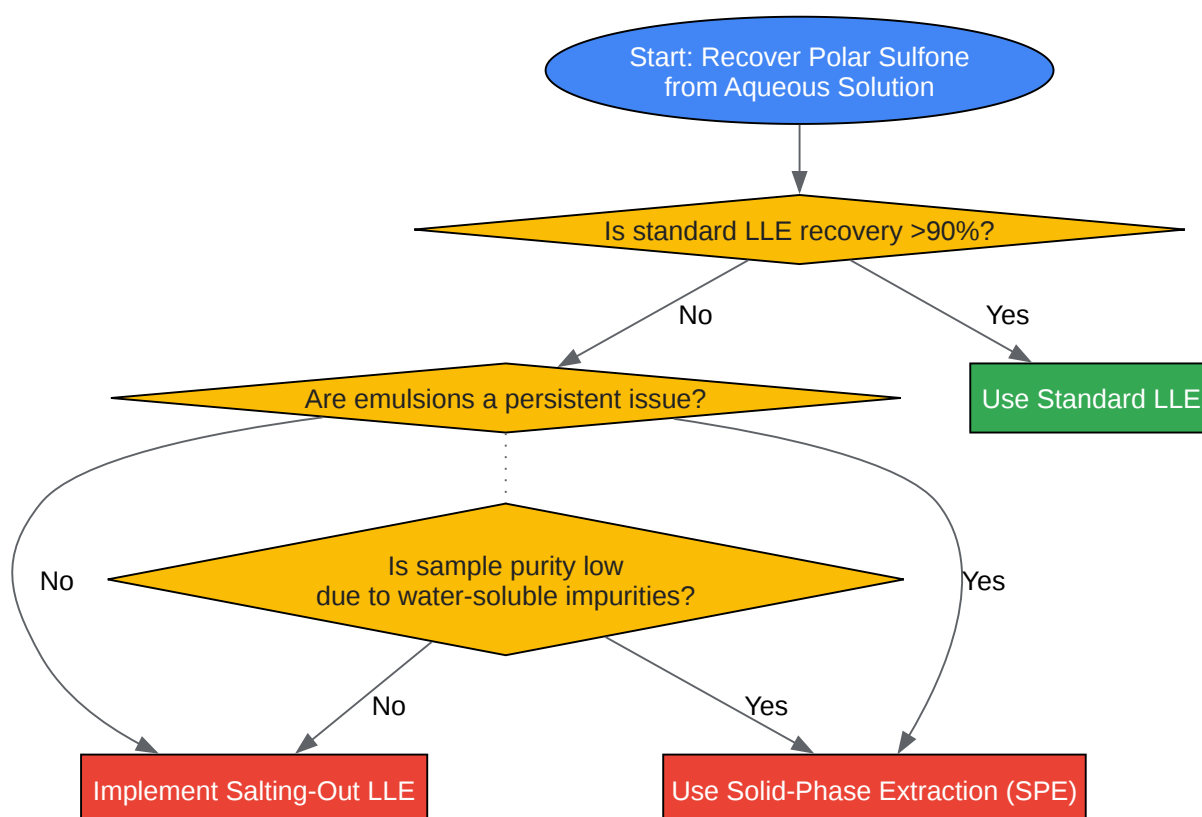 Start: Recover Polar Sulfone
from Aqueous Solution
Is standard LLE recovery >90%?
No
Yes
Are emulsions a persistent issue?
Use Standard LLE
No
Is sample purity low
due to water-soluble impurities?
Yes
No
Yes
Implement Salting-Out LLE
Use Solid-Phase Extraction (SPE)